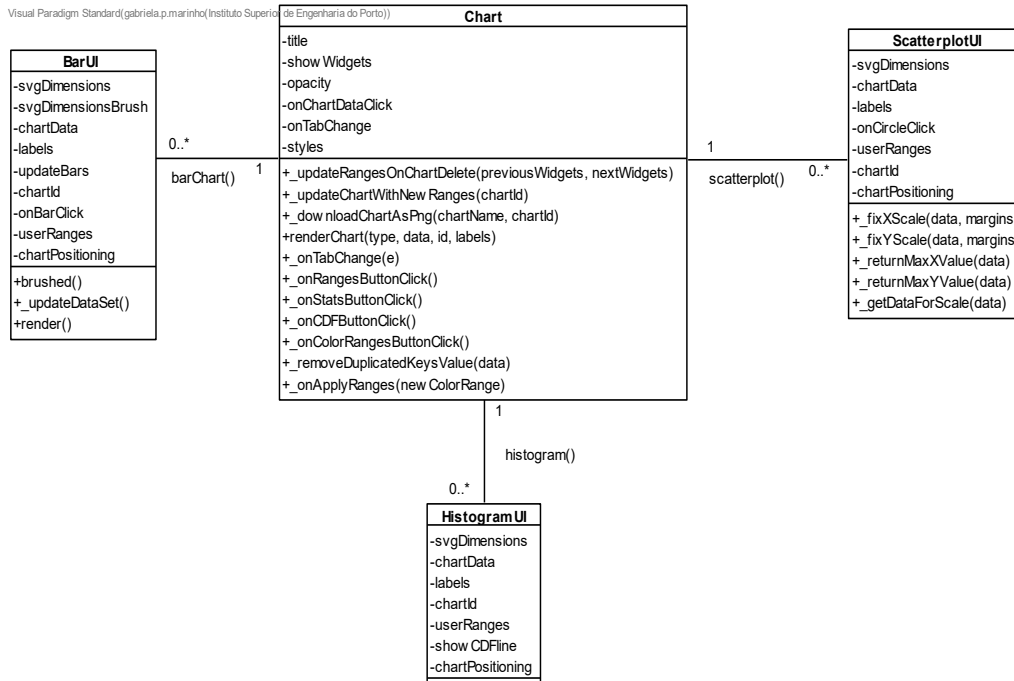 Visual Paradigm Standard(gabriela.p.marinho(Instituto Superior de Engenharia do Porto))
Chart
-title
-show Widgets
-opacity
-onChartDataClick
-onTabChange
-styles
+_updateRangesOnChartDelete(previousWidgets, nextWidgets)
+_updateChartWithNew Ranges(chartId)
+_dow nloadChartAsPng(chartName, chartId)
+renderChart(type, data, id, labels)
+_onTabChange(e)
+_onRangesButtonClick()
+_onStatsButtonClick()
+_onCDFButtonClick()
+_onColorRangesButtonClick()
+_removeDuplicatedKeysValue(data)
+_onApplyRanges(new ColorRange)
BarUI
-svgDimensions
-svgDimensionsBrush
-chartData
-labels
-updateBars
-chartId
-onBarClick
-userRanges
-chartPositioning
+brushed()
+_updateDataSet()
+render()
0..*
1
barChart()
ScatterplotUI
-svgDimensions
-chartData
-labels
-onCircleClick
-userRanges
-chartId
-chartPositioning
+_fixXScale(data, margins
+_fixYScale(data, margins
+_returnMaxXValue(data)
+_returnMaxYValue(data)
+_getDataForScale(data)
1
0..*
scatterplot()
1
histogram()
0..*
HistogramUI
-svgDimensions
-chartData
-labels
-chartId
-userRanges
-show CDFline
-chartPositioning